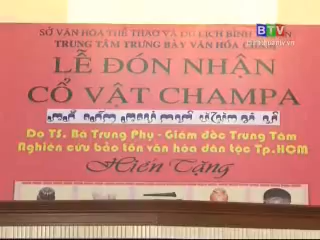 BTV
SỞ VĂN HÓA THỂ THAO VÀ DU LỊCH BÌNH
TRUNG TÂM TRƯNG BÀY VĂN HÓA
LỄ ĐÓN NHẬN
CỔ VẬT CHAMPA
Do TS. Bá Trung Phụ - Giám đốc Trung Tâm
Nghiên cứu bảo tồn văn hóa dân tộc Tp.HCM
Hiến Tặng